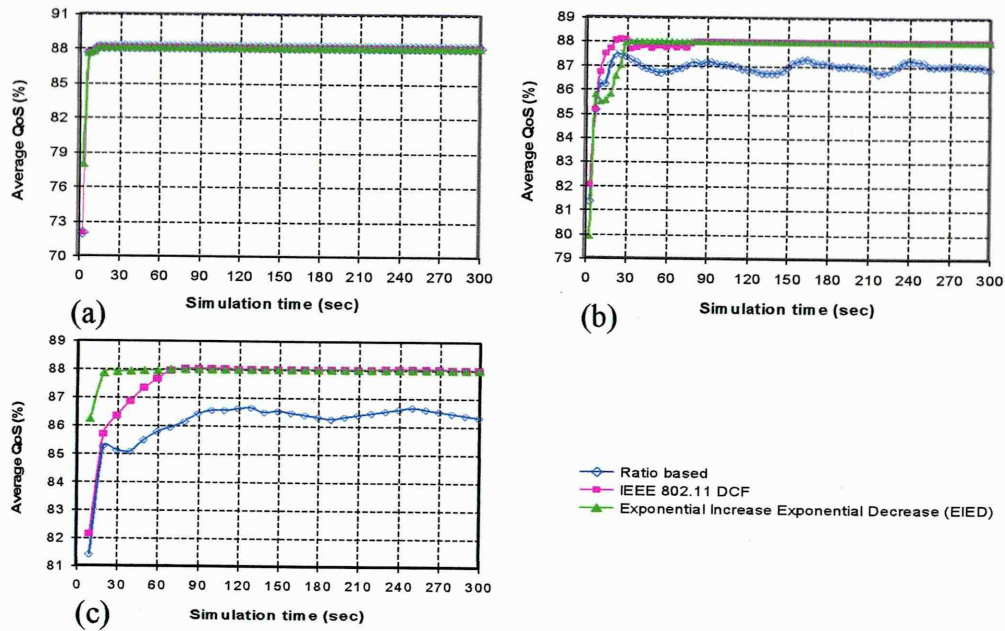 91
88
85
82
79
76
73
70
Average QoS (%)
0 30 60 90 120 150 180 210 240 270 300
Simulation time (sec)
(a)
89
88
87
86
85
84
83
82
81
80
79
Average QoS (%)
0 30 60 90 120 150 180 210 240 270 300
Simulation time (sec)
(b)
89
88
87
86
85
84
83
82
81
Average QoS (%)
0 30 60 90 120 150 180 210 240 270 300
Simulation time (sec)
(c)
Ratio based
IEEE 802.11 DCF
Exponential Increase Exponential Decrease (EIED)